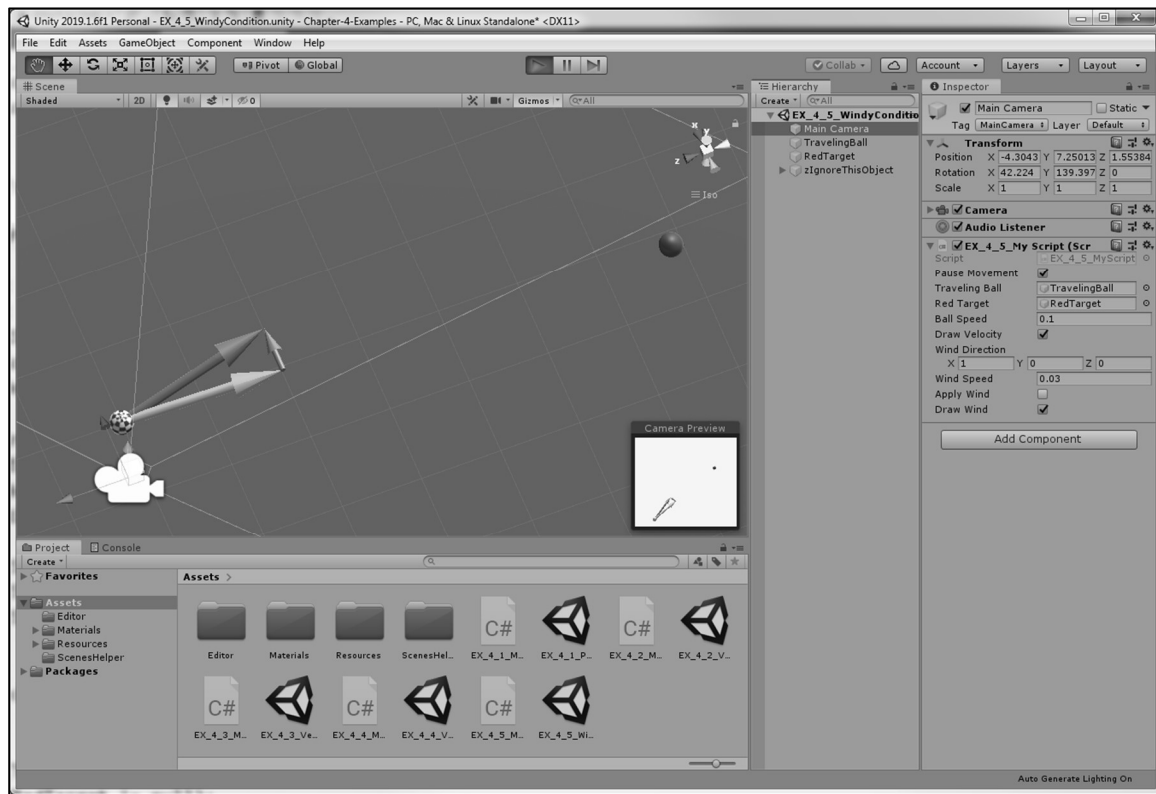 Unity 2019.1.6f1 Personal - EX_4_5_WindyCondition.unity - Chapter-4-Examples - PC, Mac & Linux Standalone* <DX11>
File Edit Assets GameObject Component Window Help
Pivot Global Collab Account Layers Layout
Scene
Shaded 2D 0 Gizmos All
x y
z
Iso
Camera Preview
Hierarchy
Create All
EX_4_5_WindyConditio
Main Camera
TravelingBall
RedTarget
zIgnoreThisObject
Inspector
Main Camera Static
Tag MainCamera Layer Default
Transform
Position X -4.3043 Y 7.25013 Z 1.55384
Rotation X 42.224 Y 139.397 Z 0
Scale X 1 Y 1 Z 1
Camera
Audio Listener
EX_4_5_My Script (Scr
Script EX_4_5_MyScript
Pause Movement
Traveling Ball TravelingBall
Red Target RedTarget
Ball Speed 0.1
Draw Velocity
Wind Direction
X 1 Y 0 Z 0
Wind Speed 0.03
Apply Wind
Draw Wind
Add Component
Project Console
Create
Favorites
Assets
Editor
Materials
Resources
ScenesHelper
Packages
Assets >
C# C#
Editor Materials Resources ScenesHel... EX_4_1_M... EX_4_1_P... EX_4_2_M... EX_4_2_V...
C# C# C#
EX_4_3_M... EX_4_3_Ve... EX_4_4_M... EX_4_4_V... EX_4_5_M... EX_4_5_Wi...
Auto Generate Lighting On